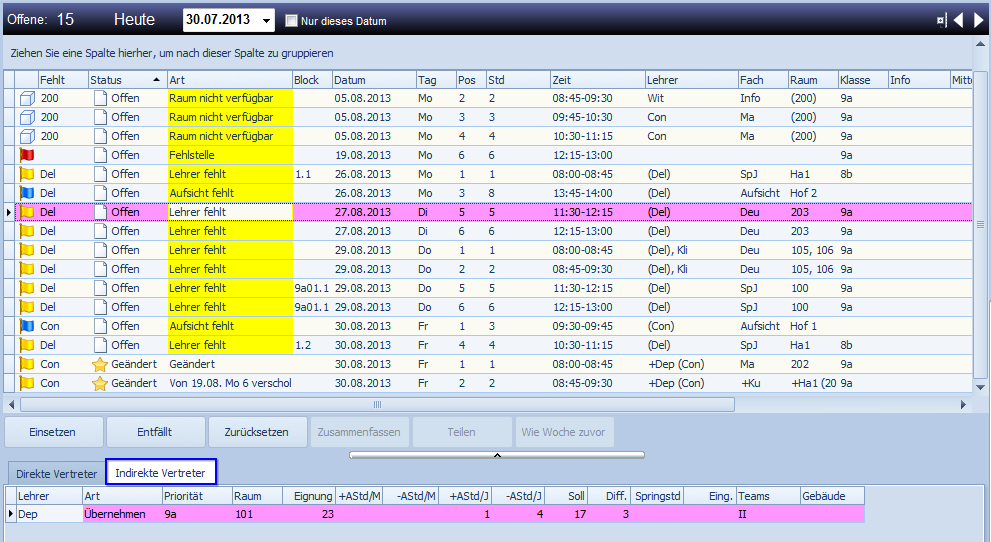 Offene: 15 Heute 30.07.2013 Nur dieses Datum
Ziehen Sie eine Spalte hierher, um nach dieser Spalte zu gruppieren
Fehlt Status Art Block Datum Tag Pos Std Zeit Lehrer Fach Raum Klasse Info Mitte
200 Offen Raum nicht verfügbar 05.08.2013 Mo 2 2 08:45-09:30 Wit Info (200) 9a
200 Offen Raum nicht verfügbar 05.08.2013 Mo 3 3 09:45-10:30 Con Ma (200) 9a
200 Offen Raum nicht verfügbar 05.08.2013 Mo 4 4 10:30-11:15 Con Ma (200) 9a
Offen Fehlstelle 19.08.2013 Mo 6 6 12:15-13:00 9a
Del Offen Lehrer fehlt 1.1 26.08.2013 Mo 1 1 08:00-08:45 (Del) SpJ Ha1 8b
Del Offen Aufsicht fehlt 26.08.2013 Mo 3 8 13:45-14:00 (Del) Aufsicht Hof 2
Del Offen Lehrer fehlt 27.08.2013 Di 5 5 11:30-12:15 (Del) Deu 203 9a
Del Offen Lehrer fehlt 27.08.2013 Di 6 6 12:15-13:00 (Del) Deu 203 9a
Del Offen Lehrer fehlt 29.08.2013 Do 1 1 08:00-08:45 (Del), Kli Deu 105, 106 9a
Del Offen Lehrer fehlt 29.08.2013 Do 2 2 08:45-09:30 (Del), Kli Deu 105, 106 9a
Del Offen Lehrer fehlt 9a01.1 29.08.2013 Do 5 5 11:30-12:15 (Del) SpJ 100 9a
Del Offen Lehrer fehlt 9a01.1 29.08.2013 Do 6 6 12:15-13:00 (Del) SpJ 100 9a
Con Offen Aufsicht fehlt 30.08.2013 Fr 1 3 09:30-09:45 (Con) Aufsicht Hof 1
Del Offen Lehrer fehlt 1.2 30.08.2013 Fr 4 4 10:30-11:15 (Del) SpJ Ha1 8b
Con Geändert Geändert 30.08.2013 Fr 1 1 08:00-08:45 +Dep (Con) Ma 202 9a
Con Geändert Von 19.08. Mo 6 verschol 30.08.2013 Fr 2 2 08:45-09:30 +Dep (Con) +Ku +Ha1 (20 9a
Einsetzen Entfällt Zurücksetzen Zusammenfassen Teilen Wie Woche zuvor
Direkte Vertreter Indirekte Vertreter
Lehrer Art Priorität Raum Eignung +AStd/M -AStd/M +AStd/J -AStd/J Soll Diff. Springstd Eing. Teams Gebäude
Dep Übernehmen 9a 101 23 1 4 17 3 II